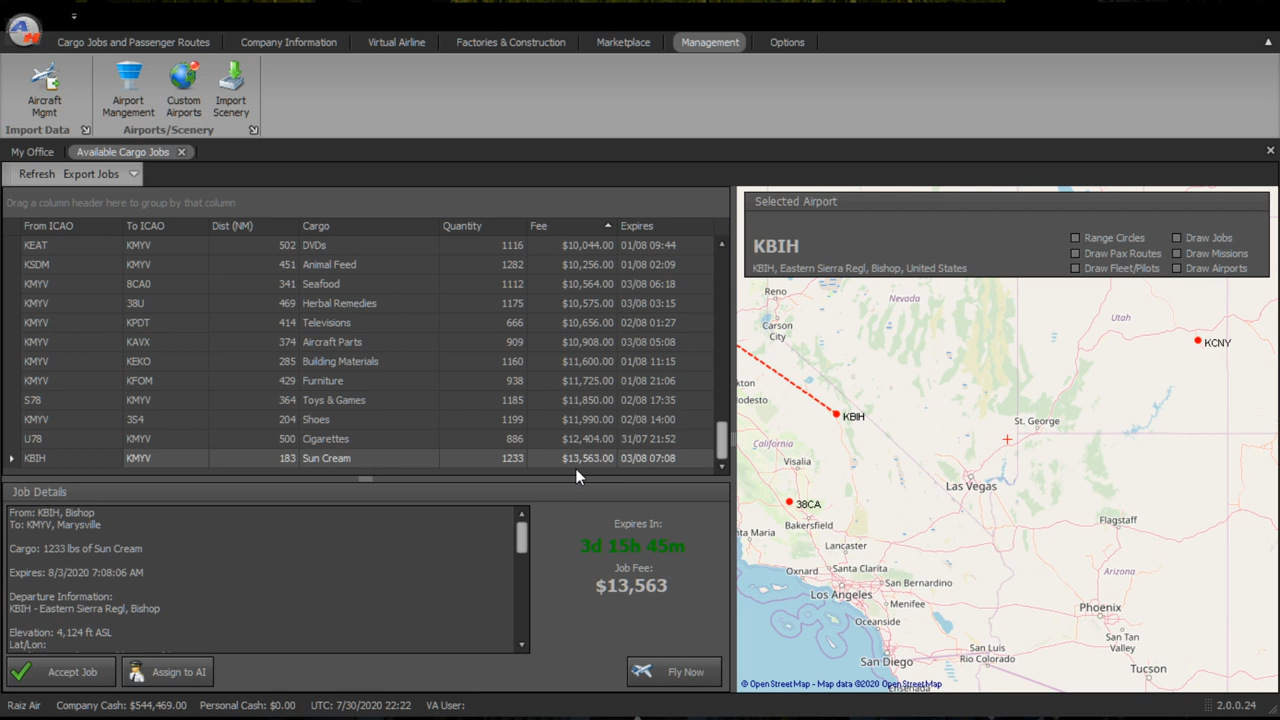 Cargo Jobs and Passenger Routes Company Information Virtual Airline Factories & Construction Marketplace Management Options
Aircraft Mgmt
Airport Mangement
Custom Airports
Import Scenery
Import Data
Airports/Scenery
My Office Available Cargo Jobs
Refresh Export Jobs
Drag a column header here to group by that column
From ICAO To ICAO Dist (NM) Cargo Quantity Fee Expires
KEAT KMYV 502 DVDs 1116 $10,044.00 01/08 09:44
KSDM KMYV 451 Animal Feed 1282 $10,256.00 01/08 02:09
KMYV 8CA0 341 Seafood 1112 $10,564.00 03/08 06:18
KMYV 38U 469 Herbal Remedies 1175 $10,575.00 03/08 03:15
KMYV KPDT 414 Televisions 666 $10,656.00 02/08 01:27
KMYV KAVX 374 Aircraft Parts 909 $10,908.00 03/08 05:08
KMYV KEKO 285 Building Materials 1160 $11,600.00 01/08 11:15
KMYV KFOM 429 Furniture 938 $11,725.00 01/08 21:06
S78 KMYV 364 Toys & Games 1185 $11,850.00 02/08 17:35
KMYV 3S4 204 Shoes 1199 $11,990.00 02/08 14:00
U78 KMYV 500 Cigarettes 886 $12,404.00 31/07 21:52
KBIH KMYV 183 Sun Cream 1233 $13,563.00 03/08 07:08
Job Details
From: KBIH, Bishop
To: KMYV, Marysville
Cargo: 1233 lbs of Sun Cream
Expires: 8/3/2020 7:08:06 AM
Departure Information:
KBIH - Eastern Sierra Regl, Bishop
Elevation: 4,124 ft ASL
Lat/Lon:
Expires In:
3d 15h 45m
Job Fee:
$13,563
Accept Job Assign to AI Fly Now
Selected Airport
KBIH
KBIH, Eastern Sierra Regl, Bishop, United States
Range Circles Draw Jobs
Draw Pax Routes Draw Missions
Draw Fleet/Pilots Draw Airports
Reno
Nevada
Carson City
Utah
KCNY
kton
odesto
KBIH
St. George
California
Visalia
Las Vegas
38CA
Bakersfield
nta Maria
Lancaster
Flagstaff
Santa Clarita
Oxnard
San Bernardino
Los Angeles
Menifee
Arizona
Oceanside
Phoenix
San Diego
San Luis Río Colorado
San Tan Valley
Tucson
Ensenada
© OpenStreetMap - Map data ©2020 OpenStreetMap
Raiz Air Company Cash: $544,469.00 Personal Cash: $0.00 UTC: 7/30/2020 22:22 VA User: 2.0.0.24